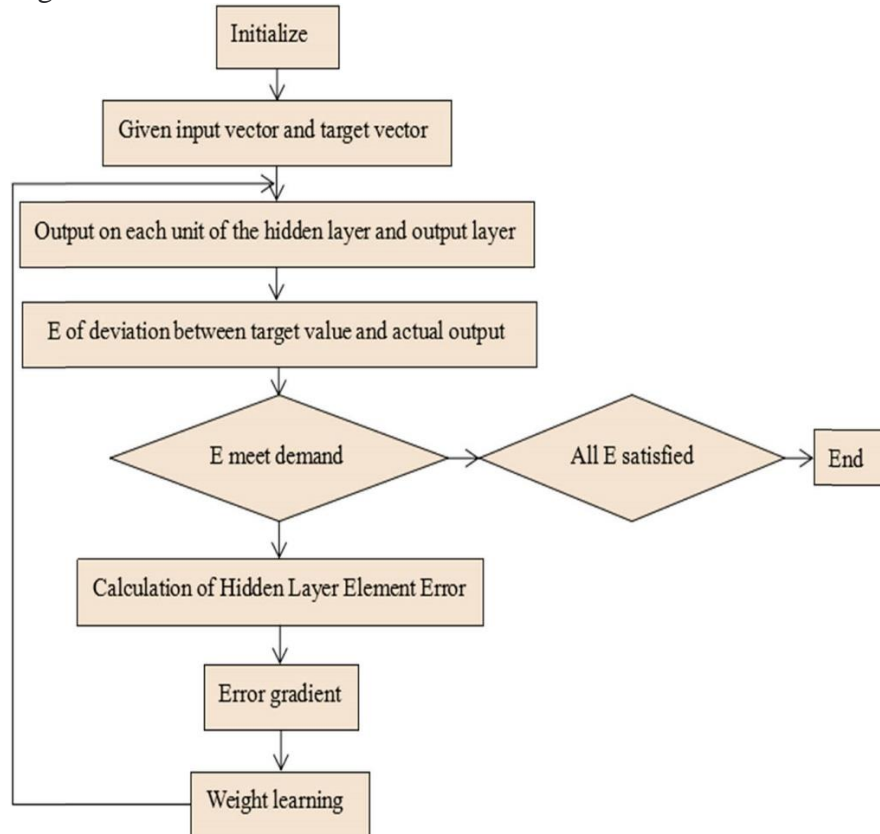 Initialize
Given input vector and target vector
Output on each unit of the hidden layer and output layer
E of deviation between target value and actual output
E meet demand
All E satisfied
End
Calculation of Hidden Layer Element Error
Error gradient
Weight learning